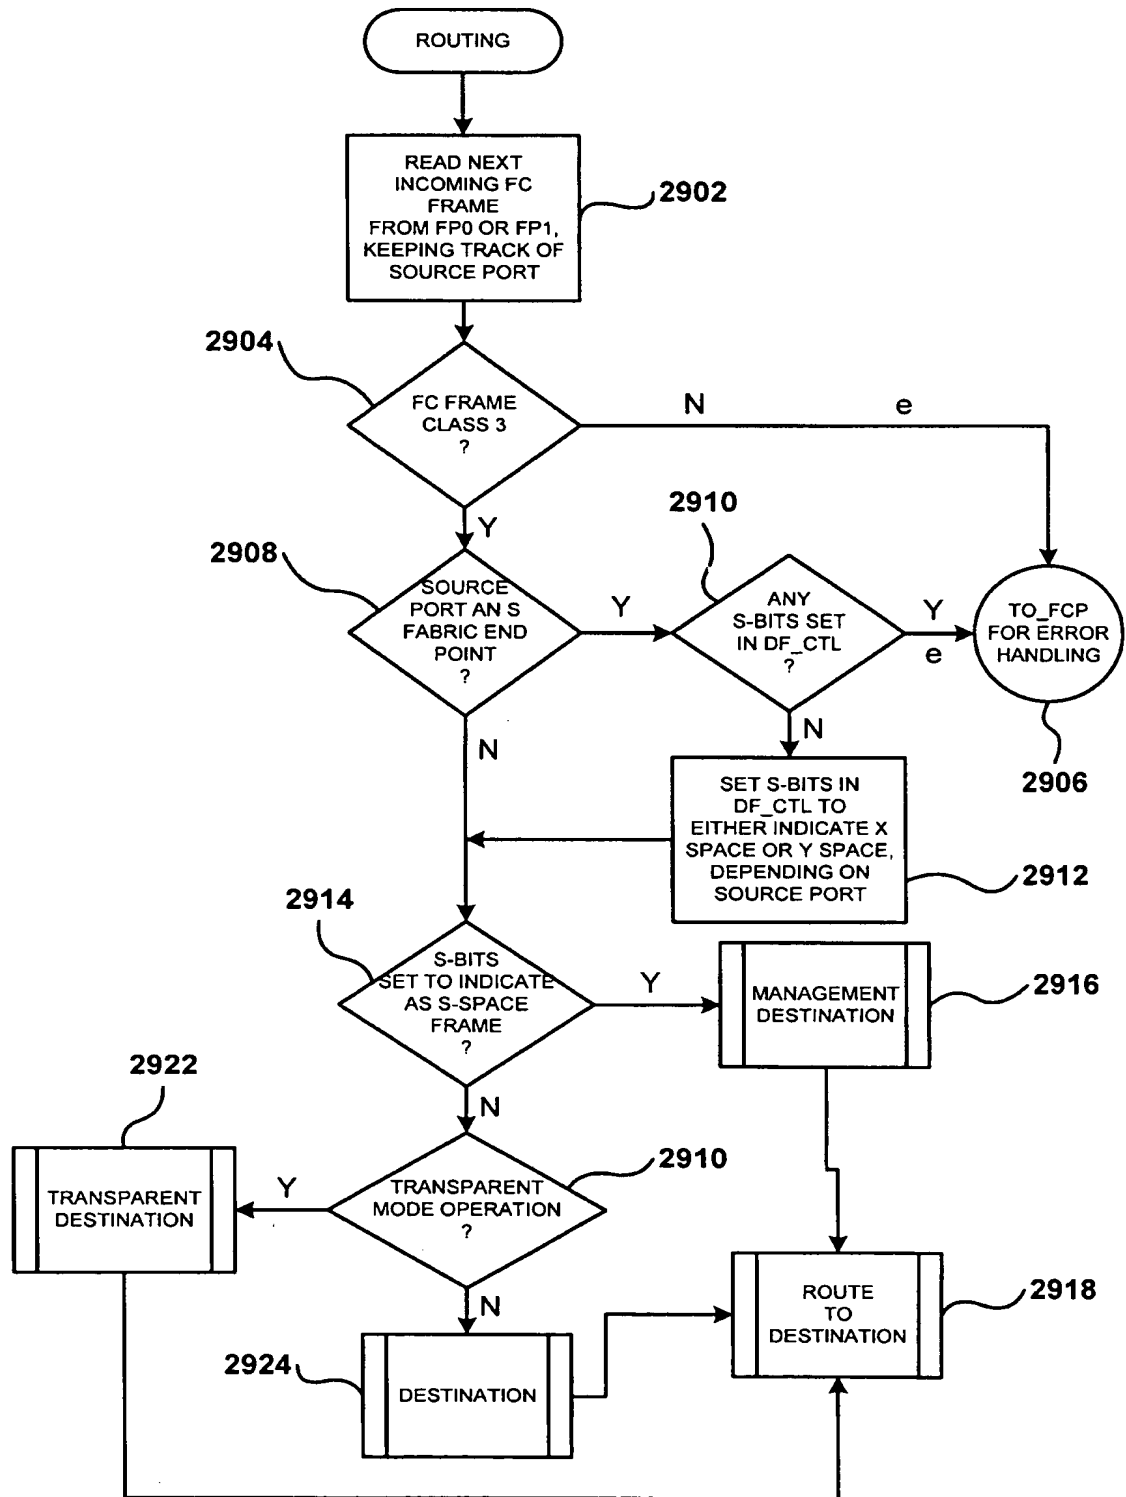 ROUTING
READ NEXT
INCOMING FC
FRAME
FROM FP0 OR FP1,
KEEPING TRACK OF
SOURCE PORT
2902
2904
FC FRAME
CLASS 3
?
N
e
Y
2908
SOURCE
PORT AN S
FABRIC END
POINT
?
Y
N
2910
ANY
S-BITS SET
IN DF_CTL
?
Y
e
N
TO_FCP
FOR ERROR
HANDLING
2906
SET S-BITS IN
DF_CTL TO
EITHER INDICATE X
SPACE OR Y SPACE,
DEPENDING ON
SOURCE PORT
2912
2914
S-BITS
SET TO INDICATE
AS S-SPACE
FRAME
?
Y
N
MANAGEMENT
DESTINATION
2916
2922
TRANSPARENT
DESTINATION
Y
TRANSPARENT
MODE OPERATION
?
2910
N
2924
DESTINATION
ROUTE
TO
DESTINATION
2918